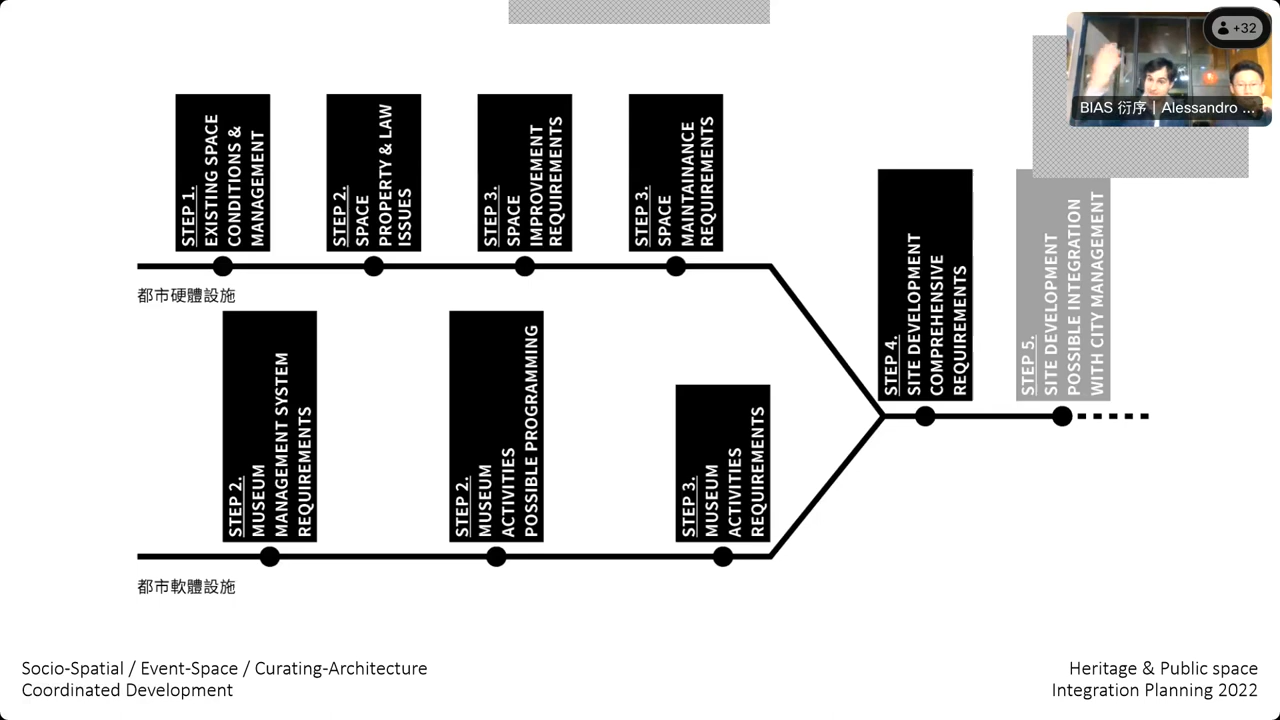 +32
BIAS 衍序 | Alessandro ...
STEP 1.
EXISTING SPACE
CONDITIONS &
MANAGEMENT
STEP 2.
SPACE
PROPERTY & LAW
ISSUES
STEP 3.
SPACE
IMPROVEMENT
REQUIREMENTS
STEP 3.
SPACE
MAINTAINANCE
REQUIREMENTS
都市硬體設施
STEP 2.
MUSEUM
MANAGEMENT SYSTEM
REQUIREMENTS
STEP 2.
MUSEUM
ACTIVITIES
POSSIBLE PROGRAMMING
STEP 3.
MUSEUM
ACTIVITIES
REQUIREMENTS
都市軟體設施
STEP 4.
SITE DEVELOPMENT
COMPREHENSIVE
REQUIREMENTS
STEP 5.
SITE DEVELOPMENT
POSSIBLE INTEGRATION
WITH CITY MANAGEMENT
Socio-Spatial / Event-Space / Curating-Architecture
Coordinated Development
Heritage & Public space
Integration Planning 2022